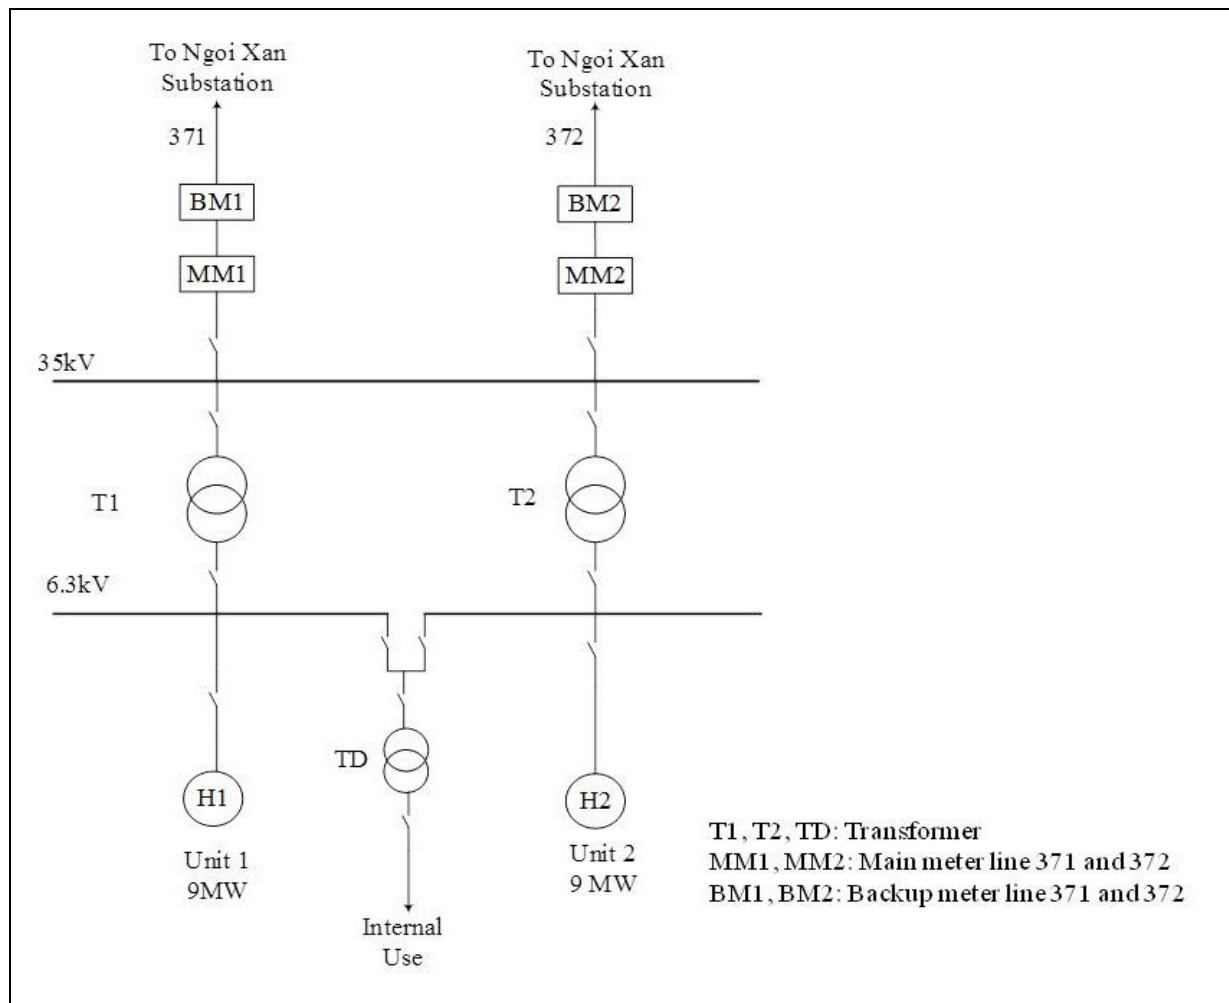 To Ngoi Xan
Substation
To Ngoi Xan
Substation
371
372
BM1
BM2
MM1
MM2
35kV
T1
T2
6.3kV
TD
H1
H2
Unit 1
9MW
Unit 2
9 MW
Internal
Use
T1, T2, TD: Transformer
MM1, MM2: Main meter line 371 and 372
BM1, BM2: Backup meter line 371 and 372